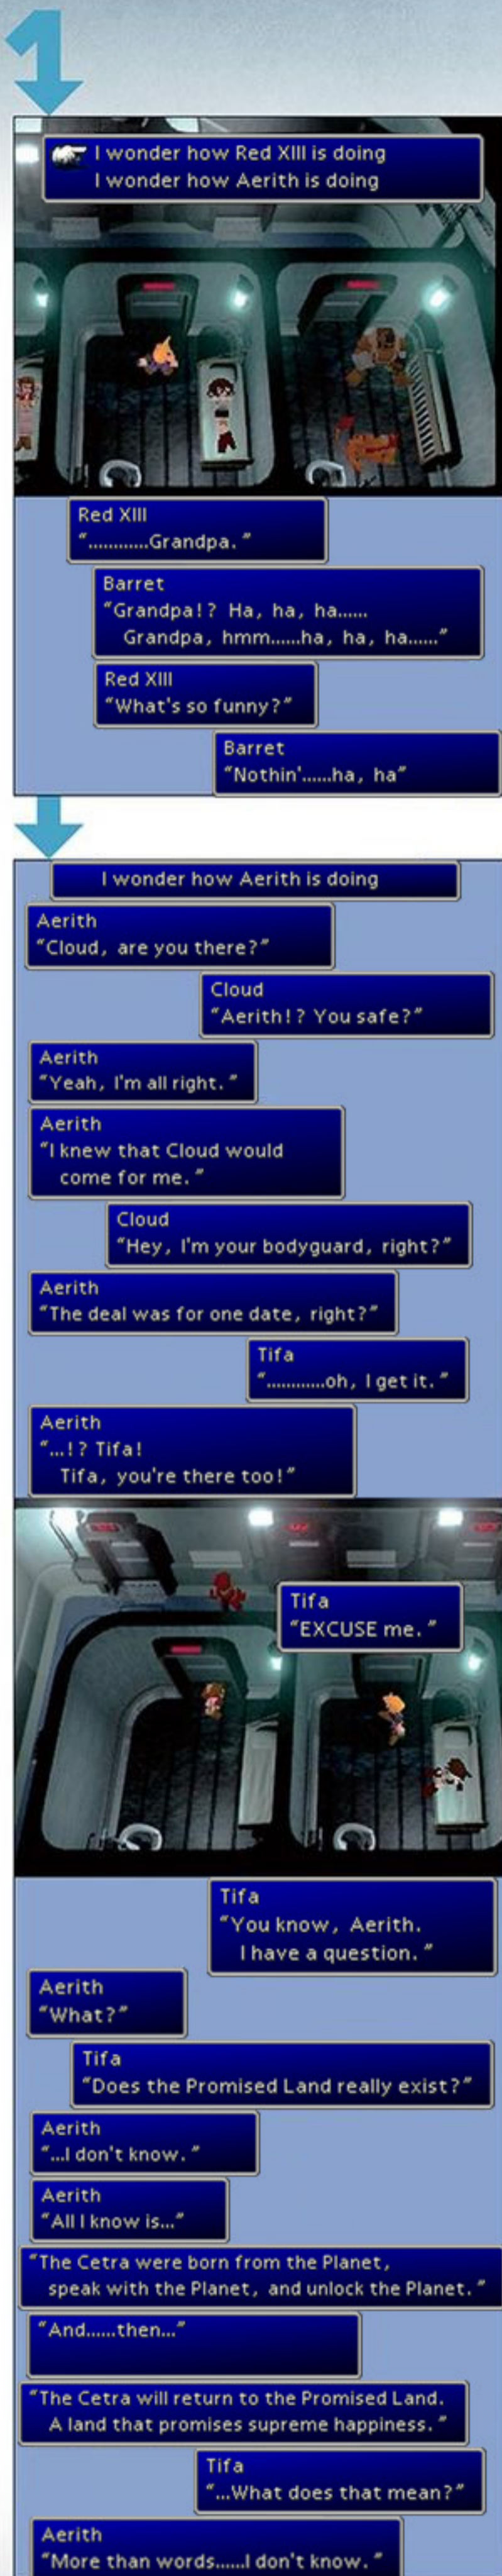 1
I wonder how Red XIII is doing
I wonder how Aerith is doing
Red XIII
"............Grandpa."
Barret
"Grandpa!? Ha, ha, ha......
Grandpa, hmm......ha, ha, ha......"
Red XIII
"What's so funny?"
Barret
"Nothin'......ha, ha"
I wonder how Aerith is doing
Aerith
"Cloud, are you there?"
Cloud
"Aerith!? You safe?"
Aerith
"Yeah, I'm all right."
Aerith
"I knew that Cloud would
come for me."
Cloud
"Hey, I'm your bodyguard, right?"
Aerith
"The deal was for one date, right?"
Tifa
"............oh, I get it."
Aerith
"...!? Tifa!
Tifa, you're there too!"
Tifa
"EXCUSE me."
Tifa
"You know, Aerith.
I have a question."
Aerith
"What?"
Tifa
"Does the Promised Land really exist?"
Aerith
"...I don't know."
Aerith
"All I know is..."
"The Cetra were born from the Planet,
speak with the Planet, and unlock the Planet."
"And......then..."
"The Cetra will return to the Promised Land.
A land that promises supreme happiness."
Tifa
"...What does that mean?"
Aerith
"More than words......I don't know."